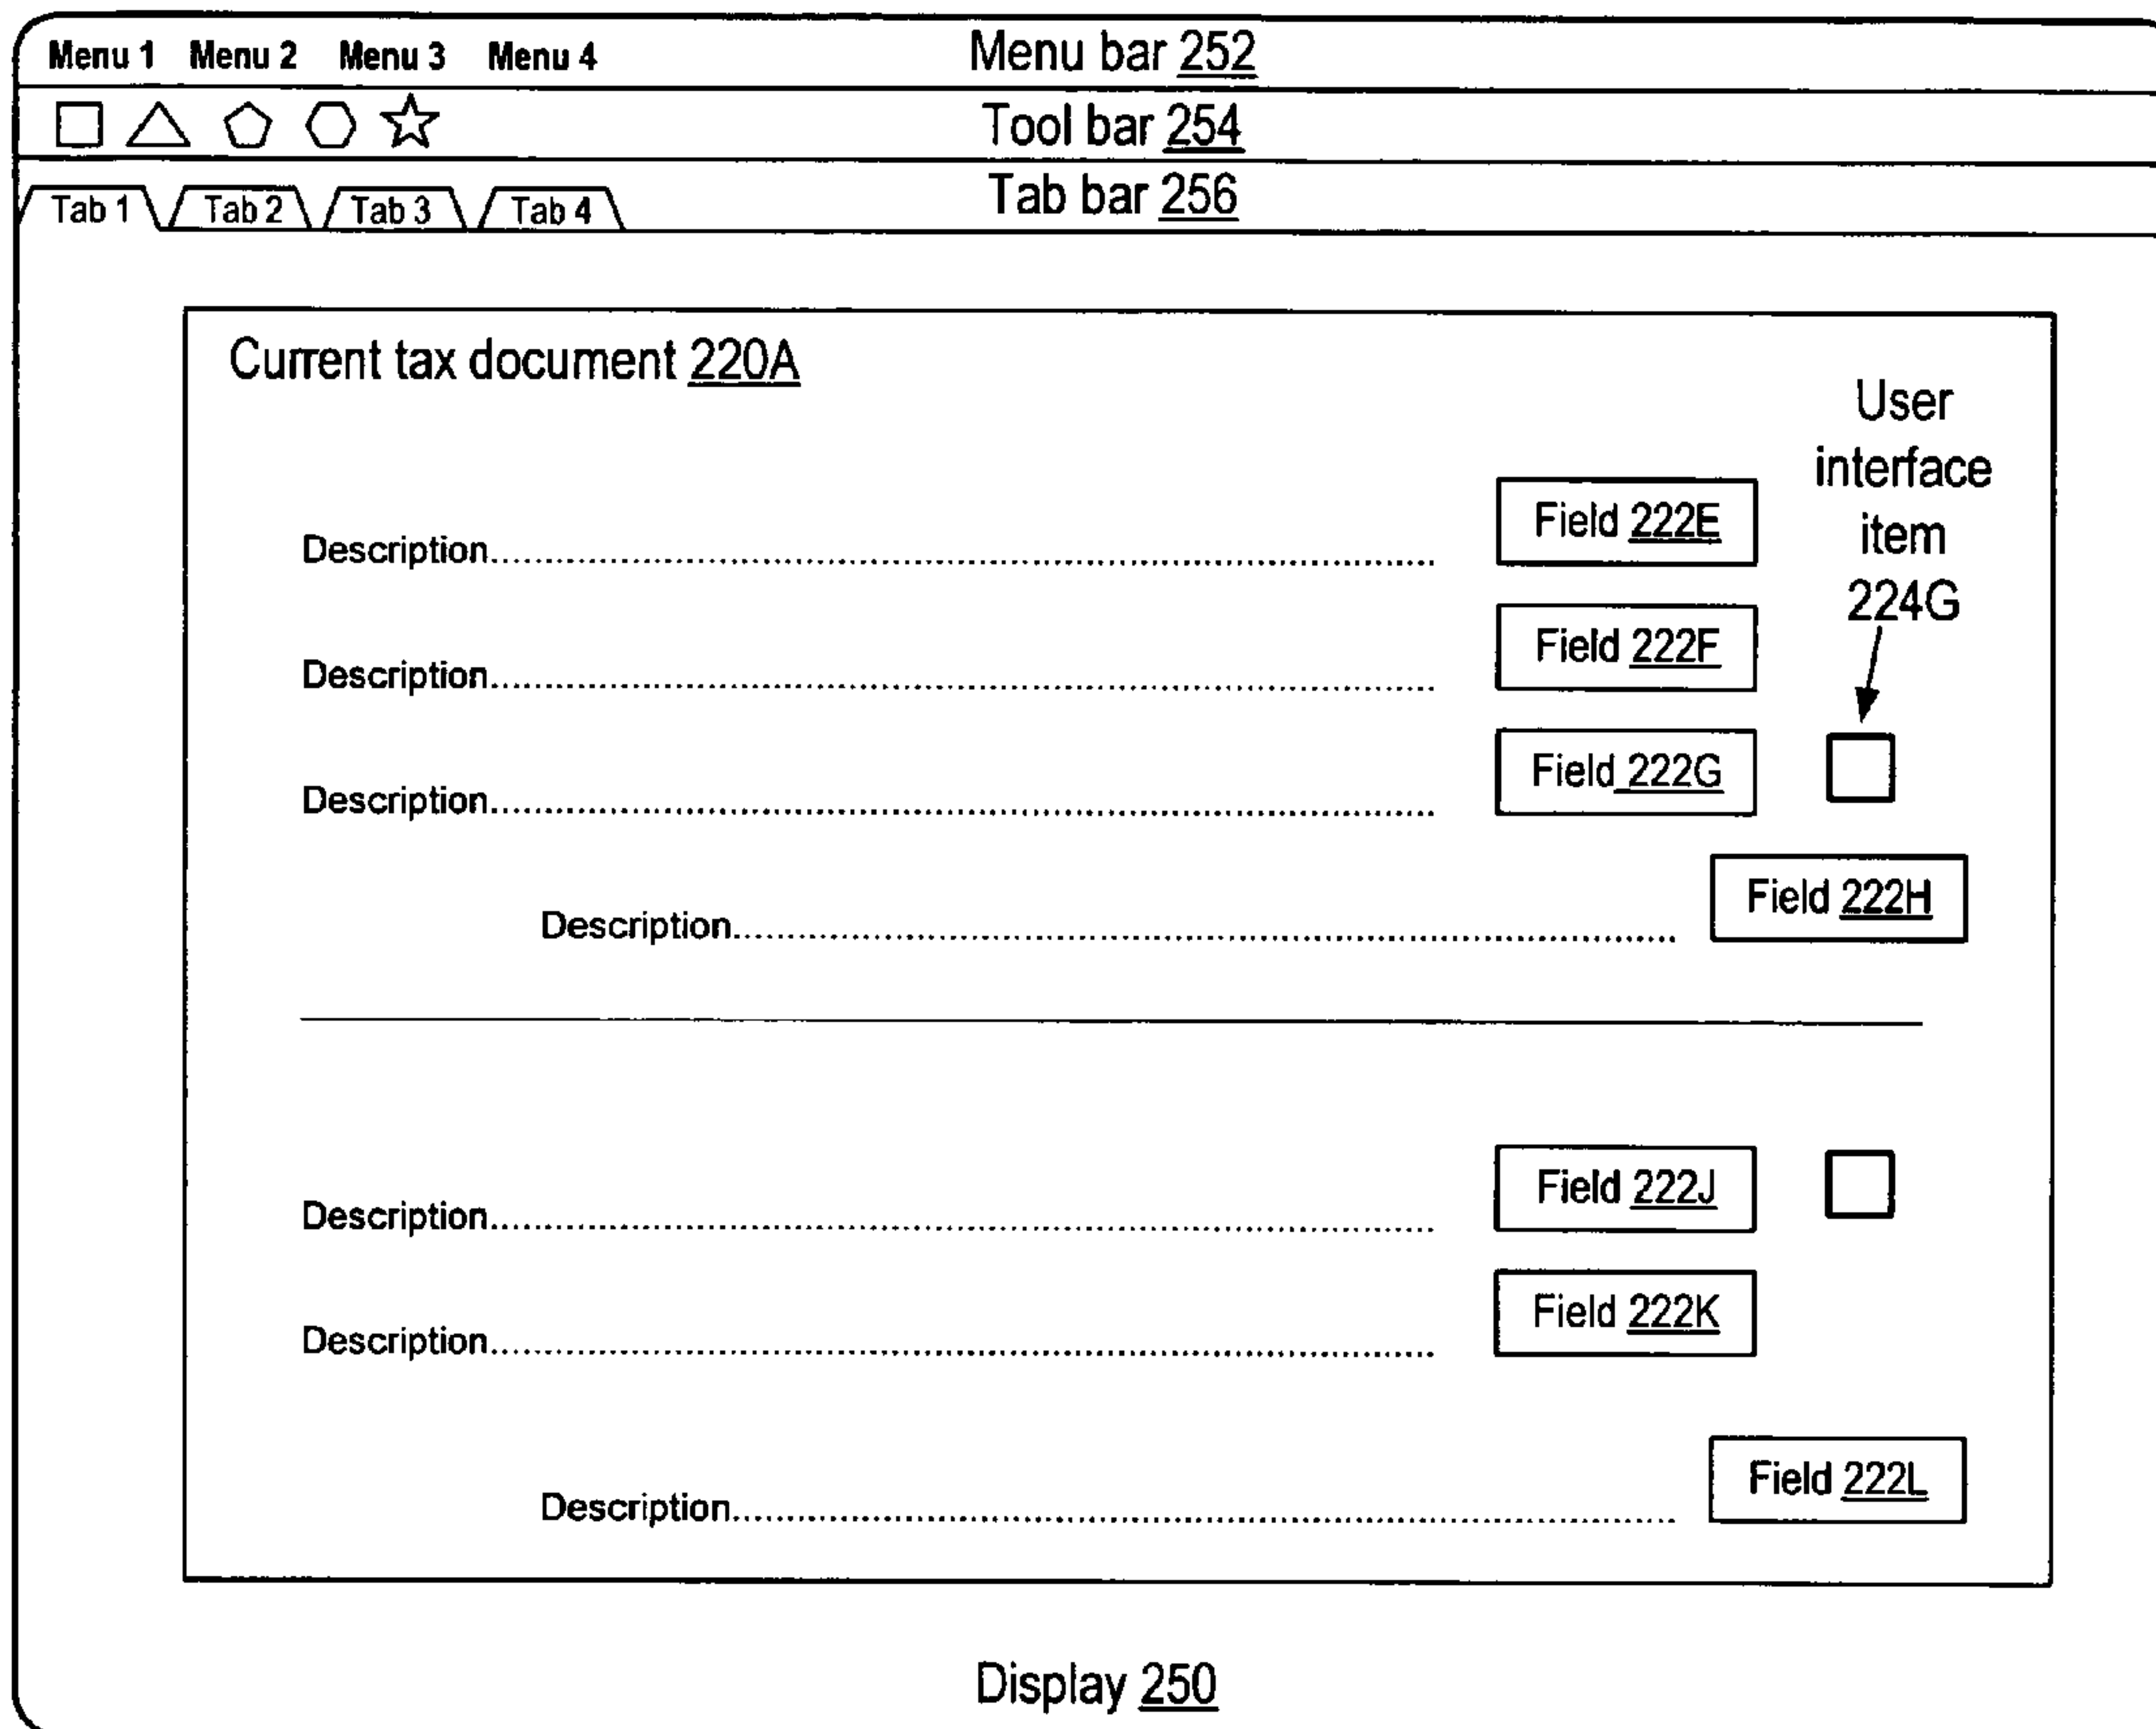 Menu 1 Menu 2 Menu 3 Menu 4 Menu bar 252
Tool bar 254
Tab bar 256
Tab 1 Tab 2 Tab 3 Tab 4
Current tax document 220A
User
interface
item
224G
Description.................... Field 222E
Description.................... Field 222F
Description.................... Field 222G
Description.................... Field 222H
Description.................... Field 222J
Description.................... Field 222K
Description.................... Field 222L
Display 250